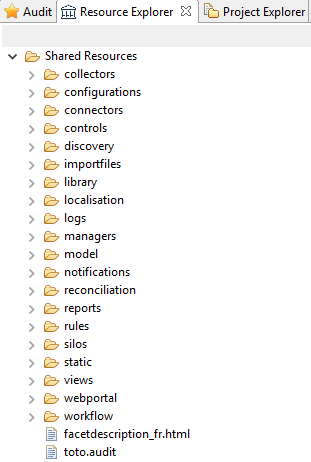 Audit Resource Explorer Project Explorer
Shared Resources
collectors
configurations
connectors
controls
discovery
importfiles
library
localisation
logs
managers
model
notifications
reconciliation
reports
rules
silos
static
views
webportal
workflow
facetdescription_fr.html
toto.audit